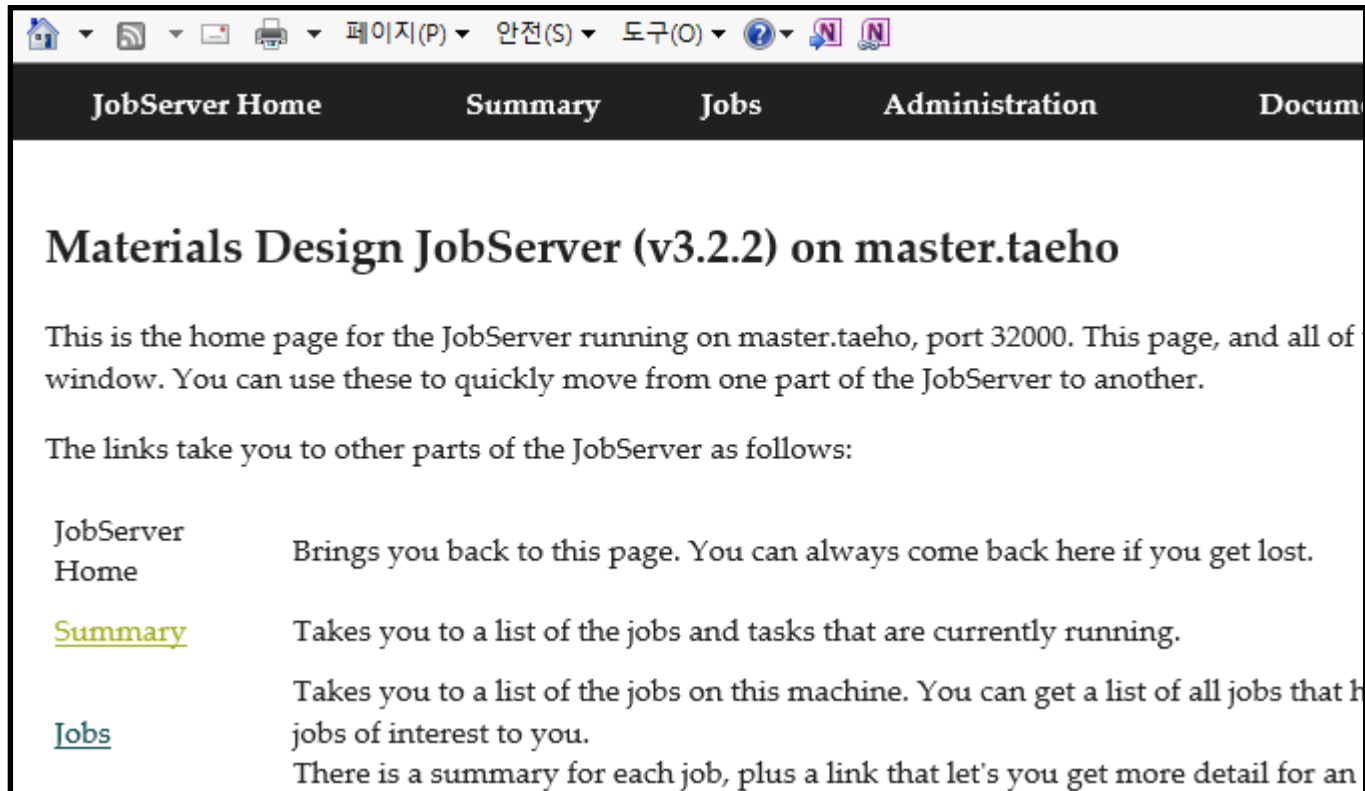 페이지(P) 안전(S) 도구(O)
JobServer Home Summary Jobs Administration Docume
Materials Design JobServer (v3.2.2) on master.taeho
This is the home page for the JobServer running on master.taeho, port 32000. This page, and all of
window. You can use these to quickly move from one part of the JobServer to another.
The links take you to other parts of the JobServer as follows:
JobServer
Home
Brings you back to this page. You can always come back here if you get lost.
Summary Takes you to a list of the jobs and tasks that are currently running.
Jobs
Takes you to a list of the jobs on this machine. You can get a list of all jobs that h
jobs of interest to you.
There is a summary for each job, plus a link that let's you get more detail for an